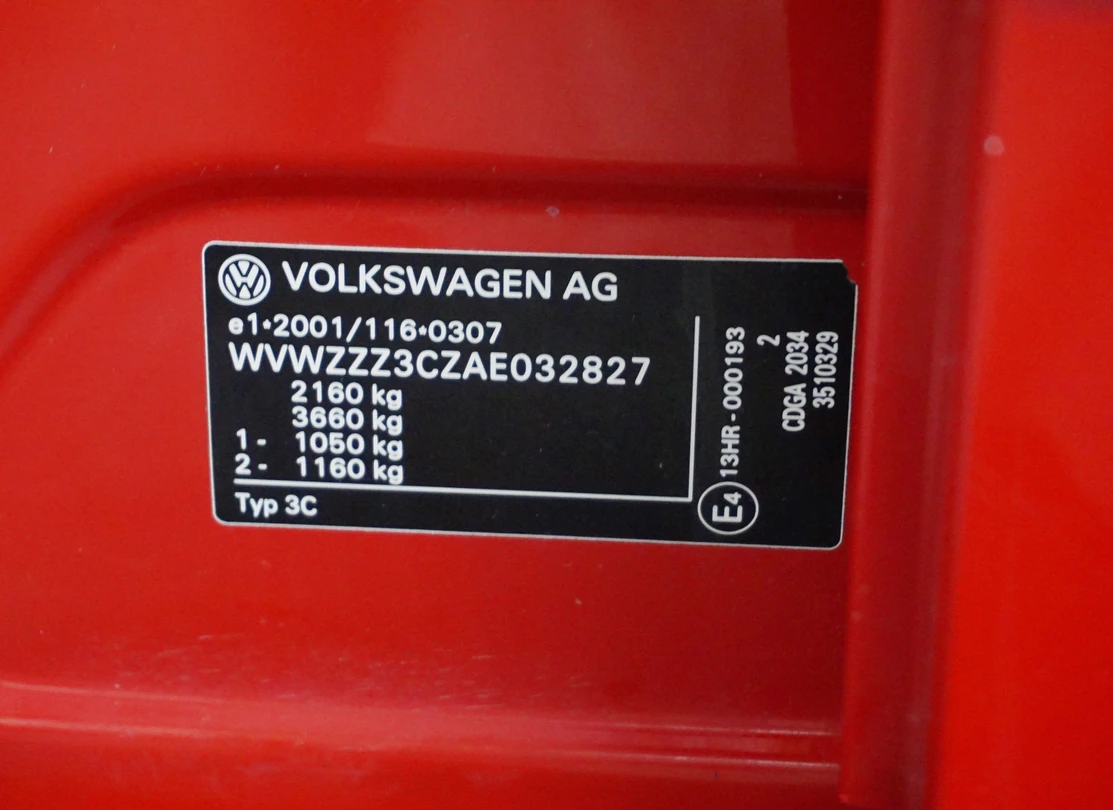 VOLKSWAGEN AG
e1*2001/116*0307
WVWZZZ3CZAE032827
2160 kg
3660 kg
1- 1050 kg
2- 1160 kg
Typ 3C
E4 13HR-000193
2
CDGA 2034
3510329